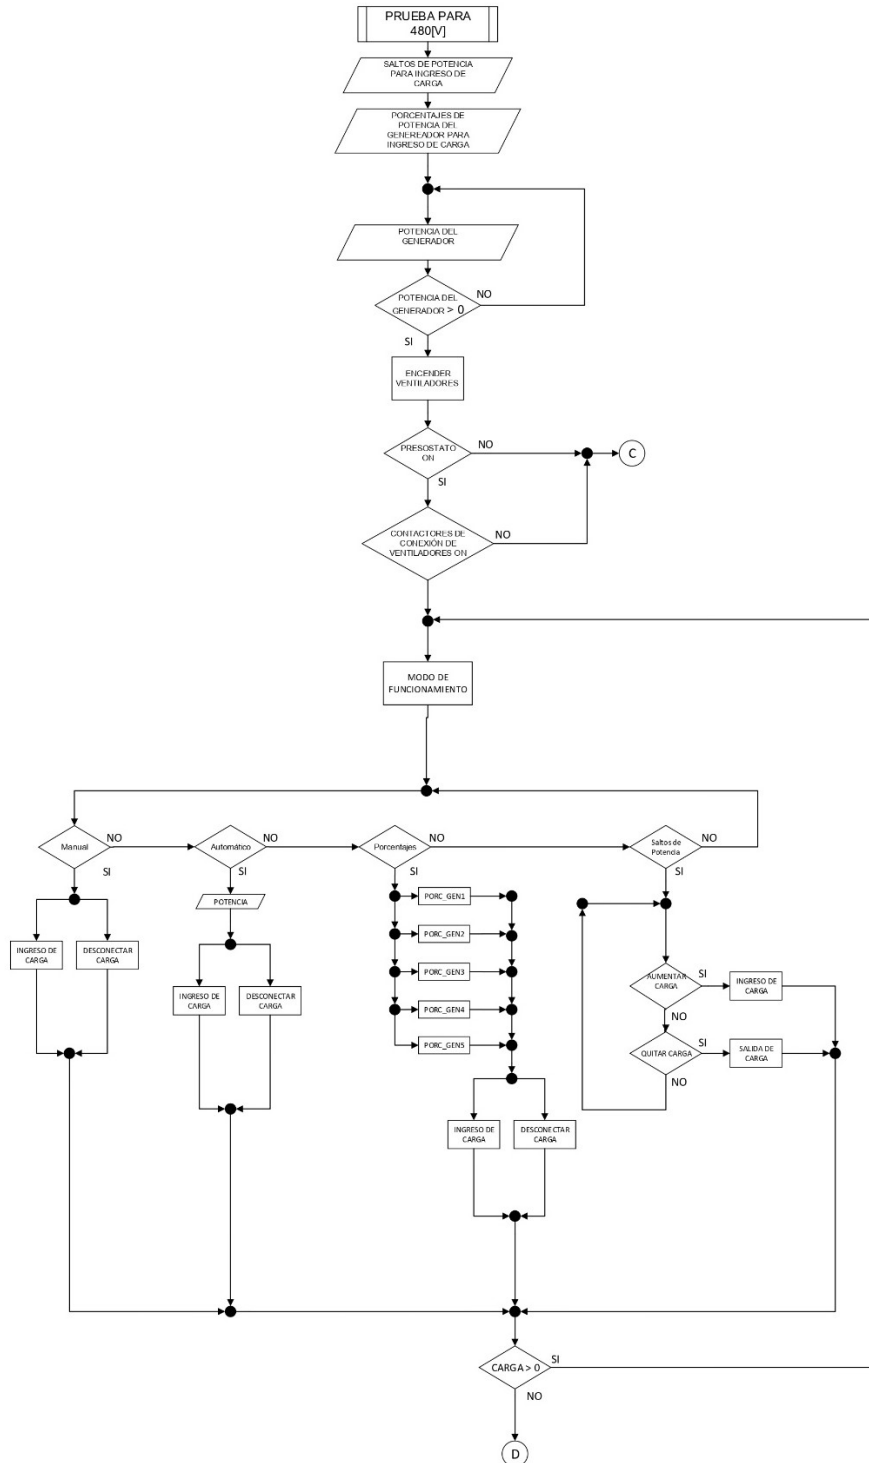 PRUEBA PARA
480[V]
SALTOS DE POTENCIA
PARA INGRESO DE
CARGA
PORCENTAJES DE
POTENCIA DEL
GENEREADOR PARA
INGRESO DE CARGA
POTENCIA DEL
GENERADOR
POTENCIA DEL
GENERADOR > 0
NO
SI
ENCENDER
VENTILADORES
PRESOSTATO
ON
NO
C
SI
CONTACTORES DE
CONEXIÓN DE
VENTILADORES ON
NO
MODO DE
FUNCIONAMIENTO
Manual
NO
Automático
NO
Porcentajes
NO
Saltos de
Potencia
NO
SI
SI
SI
SI
INGRESO DE
CARGA
DESCONECTAR
CARGA
POTENCIA
INGRESO DE
CARGA
DESCONECTAR
CARGA
PORC_GEN1
PORC_GEN2
PORC_GEN3
PORC_GEN4
PORC_GEN5
INGRESO DE
CARGA
DESCONECTAR
CARGA
AUMENTAR
CARGA
SI
INGRESO DE
CARGA
NO
QUITAR CARGA
SI
SALIDA DE
CARGA
NO
CARGA > 0
SI
NO
D